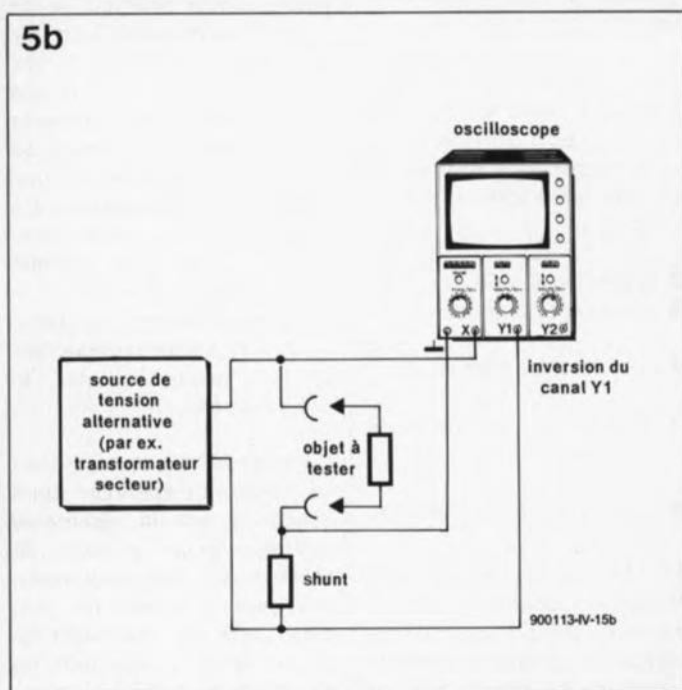 5b
oscilloscope
X
Y1
Y2
inversion du
canal Y1
source de
tension
alternative
(par ex.
transformateur
secteur)
objet à
tester
shunt
900113-IV-15b